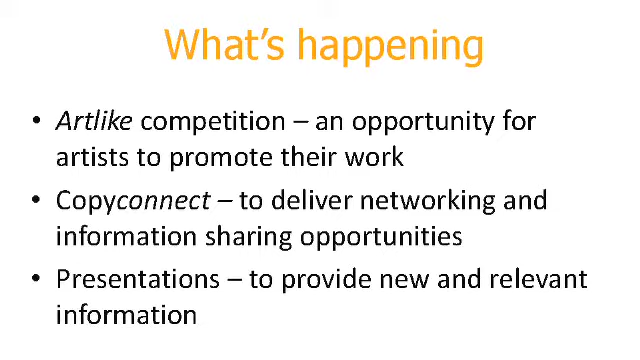 What's happening
• Artlike competition – an opportunity for
artists to promote their work
• Copyconnect – to deliver networking and
information sharing opportunities
• Presentations – to provide new and relevant
information